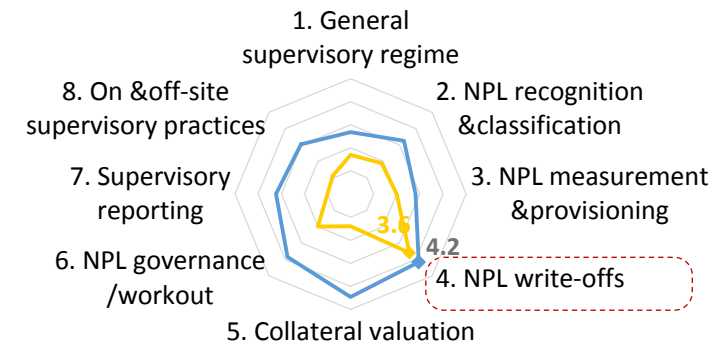 1. General
supervisory regime
8. On &off-site
supervisory practices
2. NPL recognition
&classification
7. Supervisory
reporting
3. NPL measurement
&provisioning
3.6
4.2
6. NPL governance
/workout
4. NPL write-offs
5. Collateral valuation